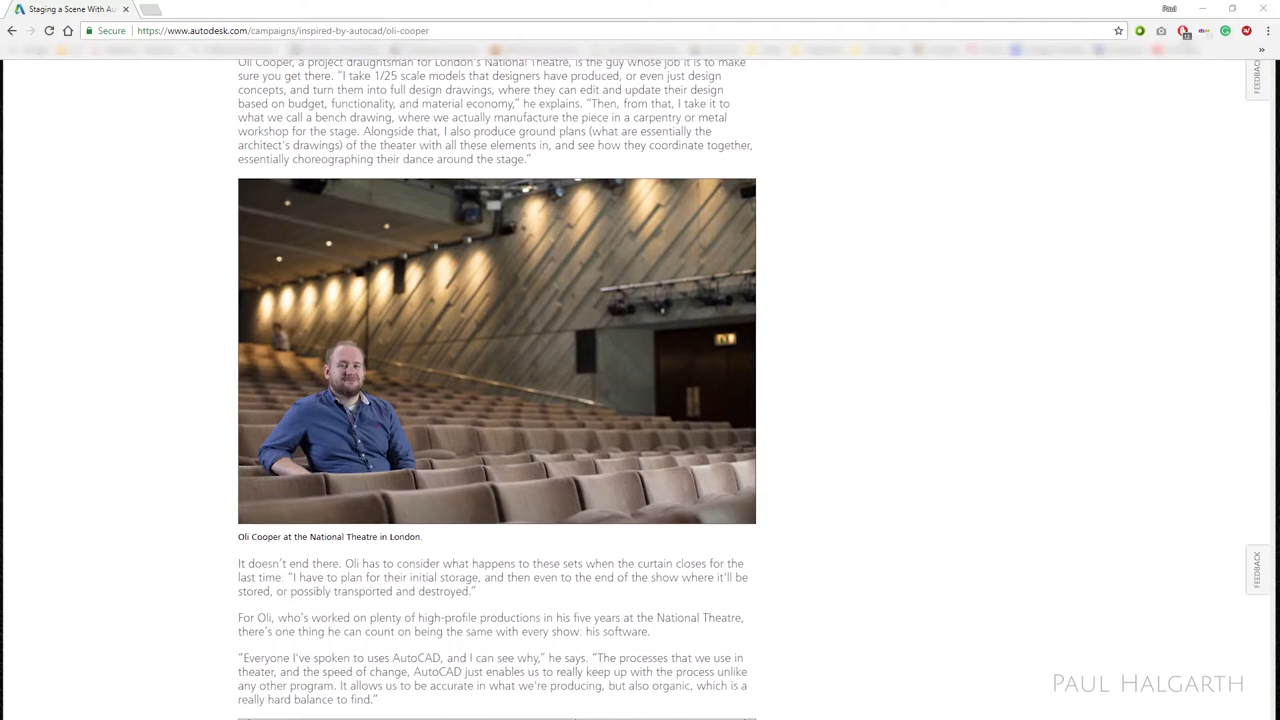 Staging a Scene With Au
Paul
Secure
https://www.autodesk.com/campaigns/inspired-by-autocad/oli-cooper
Oli Cooper, a project draughtsman for London's National Theatre, is the guy whose job it is to make
sure you get there. “I take 1/25 scale models that designers have produced, or even just design
concepts, and turn them into full design drawings, where they can edit and update their design
based on budget, functionality, and material economy,” he explains. “Then, from that, I take it to
what we call a bench drawing, where we actually manufacture the piece in a carpentry or metal
workshop for the stage. Alongside that, I also produce ground plans (what are essentially the
architect's drawings) of the theater with all these elements in, and see how they coordinate together,
essentially choreographing their dance around the stage.”
Oli Cooper at the National Theatre in London.
It doesn't end there. Oli has to consider what happens to these sets when the curtain closes for the
last time: “I have to plan for their initial storage, and then even to the end of the show where it'll be
stored, or possibly transported and destroyed.”
For Oli, who's worked on plenty of high-profile productions in his five years at the National Theatre,
there's one thing he can count on being the same with every show: his software.
“Everyone I've spoken to uses AutoCAD, and I can see why,” he says. “The processes that we use in
theater, and the speed of change, AutoCAD just enables us to really keep up with the process unlike
any other program. It allows us to be accurate in what we're producing, but also organic, which is a
really hard balance to find.”
FEEDBACK
FEEDBACK
PAUL HALGARTH